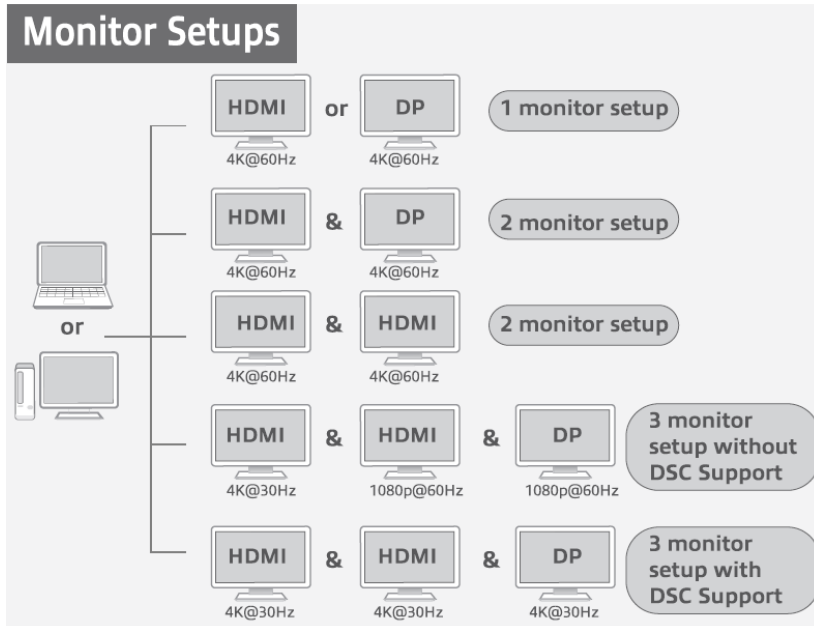 Monitor Setups
HDMI or DP 1 monitor setup
4K@60Hz 4K@60Hz
HDMI & DP 2 monitor setup
4K@60Hz 4K@60Hz
or
HDMI & HDMI 2 monitor setup
4K@60Hz 4K@60Hz
HDMI & HDMI & DP
4K@30Hz 1080p@60Hz 1080p@60Hz
3 monitor
setup without
DSC Support
HDMI & HDMI & DP
4K@30Hz 4K@30Hz 4K@30Hz
3 monitor
setup with
DSC Support